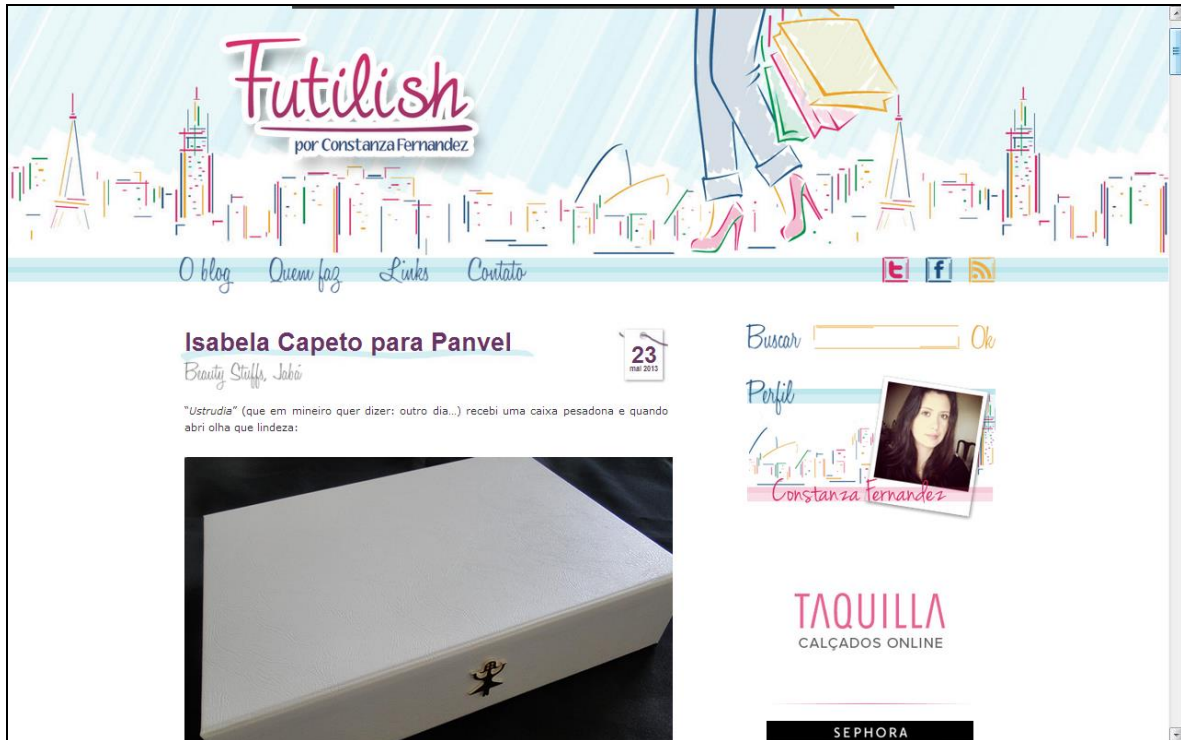 Futilish
por Constanza Fernandez
O blog Quem faz Links Contato
Isabela Capeto para Panvel
23
mai 2013
Beauty Stuffs, Jabá
"Ustrudia" (que em mineiro quer dizer: outro dia…) recebi uma caixa pesadona e quando
abri olha que lindeza:
Buscar Ok
Perfil
Constanza Fernandez
TAQUILLA
CALÇADOS ONLINE
SEPHORA